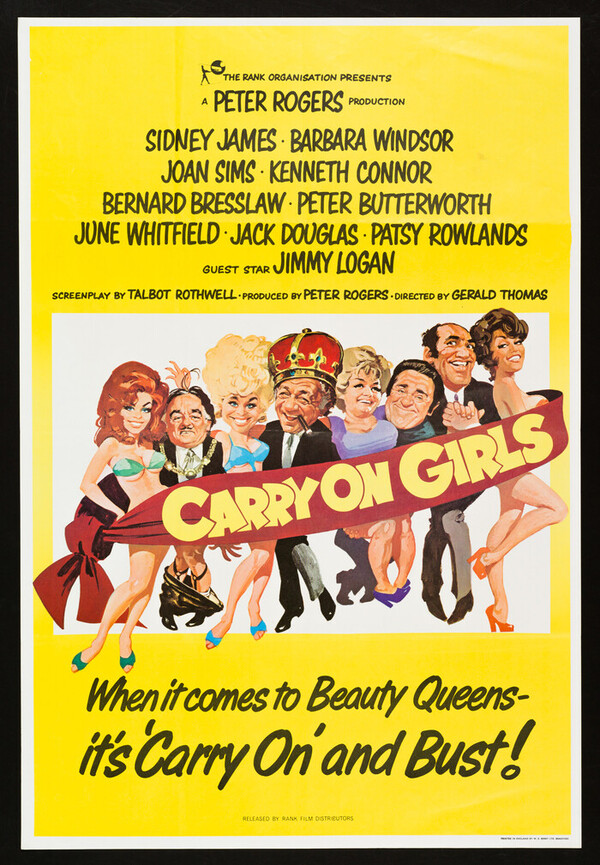 THE RANK ORGANISATION PRESENTS
A PETER ROGERS PRODUCTION
SIDNEY JAMES · BARBARA WINDSOR
JOAN SIMS · KENNETH CONNOR
BERNARD BRESSLAW · PETER BUTTERWORTH
JUNE WHITFIELD · JACK DOUGLAS · PATSY ROWLANDS
GUEST STAR JIMMY LOGAN
SCREENPLAY BY TALBOT ROTHWELL · PRODUCED BY PETER ROGERS · DIRECTED BY GERALD THOMAS
CARRY ON GIRLS
When it comes to Beauty Queens-
it's 'Carry On' and Bust!
RELEASED BY RANK FILM DISTRIBUTORS